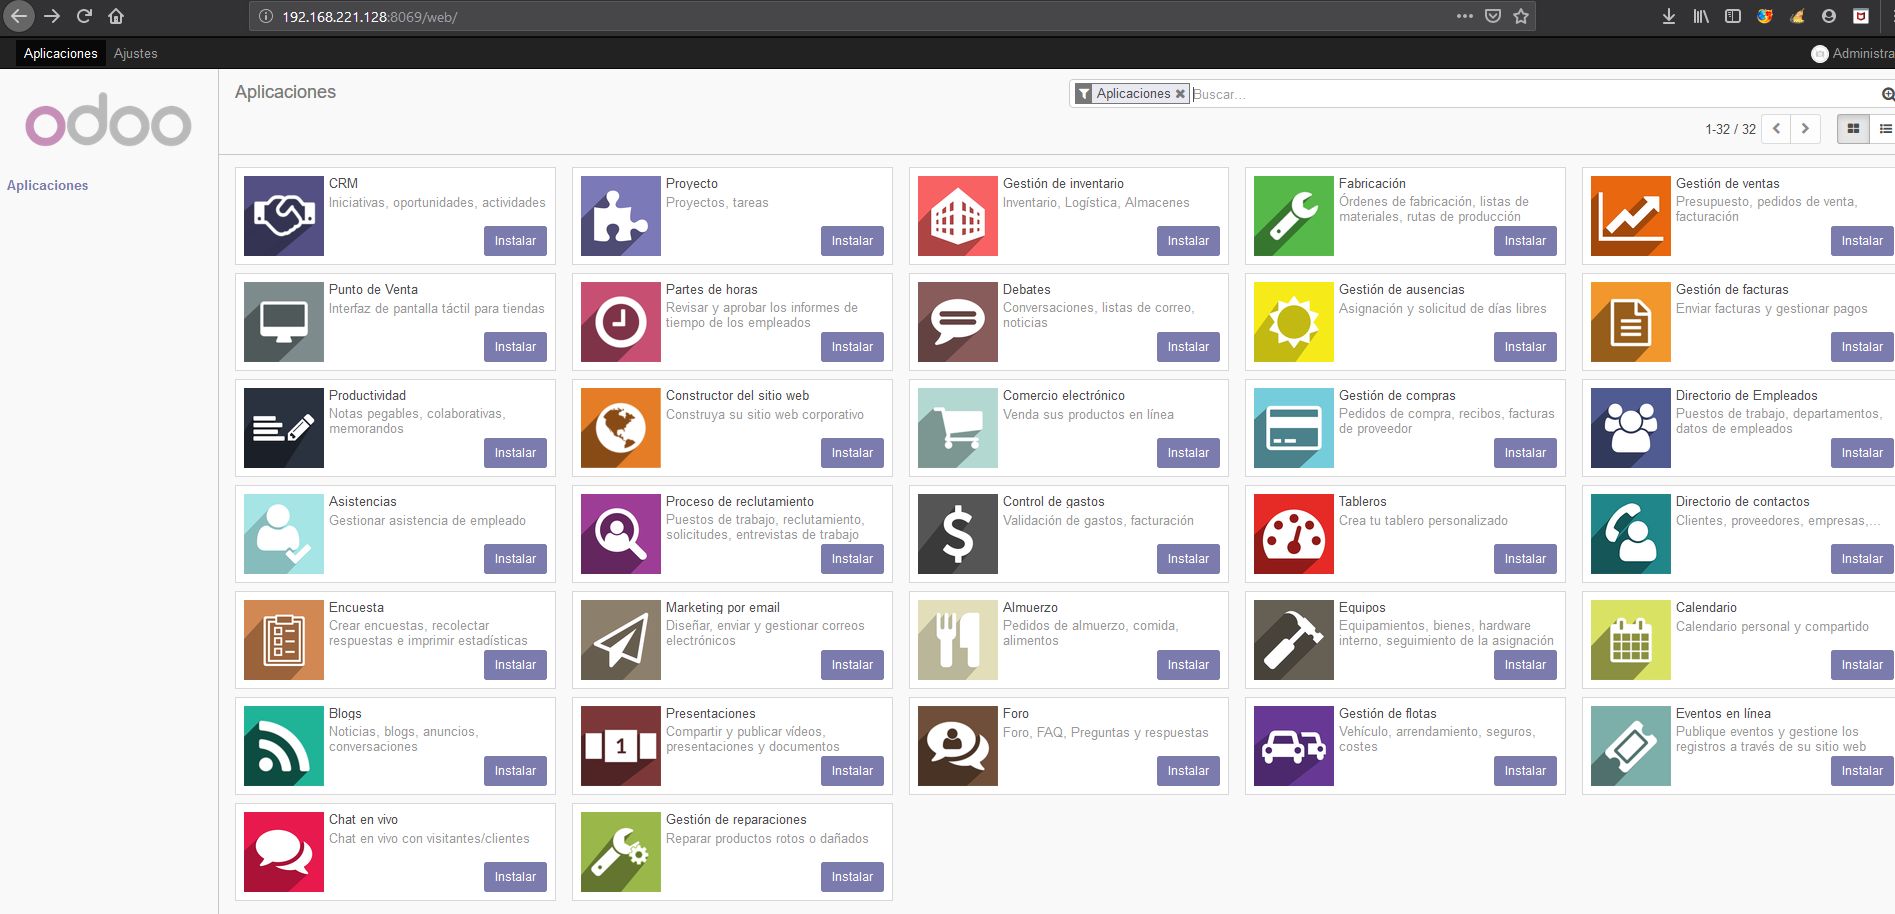 192.168.221.128:8069/web/
Aplicaciones Ajustes Administra
odoo
Aplicaciones
Aplicaciones
Aplicaciones Buscar...
1-32 / 32
CRM
Iniciativas, oportunidades, actividades
Instalar
Proyecto
Proyectos, tareas
Instalar
Gestión de inventario
Inventario, Logística, Almacenes
Instalar
Fabricación
Órdenes de fabricación, listas de
materiales, rutas de producción
Instalar
Gestión de ventas
Presupuesto, pedidos de venta,
facturación
Instalar
Punto de Venta
Interfaz de pantalla táctil para tiendas
Instalar
Partes de horas
Revisar y aprobar los informes de
tiempo de los empleados
Instalar
Debates
Conversaciones, listas de correo,
noticias
Instalar
Gestión de ausencias
Asignación y solicitud de días libres
Instalar
Gestión de facturas
Enviar facturas y gestionar pagos
Instalar
Productividad
Notas pegables, colaborativas,
memorandos
Instalar
Constructor del sitio web
Construya su sitio web corporativo
Instalar
Comercio electrónico
Venda sus productos en línea
Instalar
Gestión de compras
Pedidos de compra, recibos, facturas
de proveedor
Instalar
Directorio de Empleados
Puestos de trabajo, departamentos,
datos de empleados
Instalar
Asistencias
Gestionar asistencia de empleado
Instalar
Proceso de reclutamiento
Puestos de trabajo, reclutamiento,
solicitudes, entrevistas de trabajo
Instalar
Control de gastos
Validación de gastos, facturación
Instalar
Tableros
Crea tu tablero personalizado
Instalar
Directorio de contactos
Clientes, proveedores, empresas,...
Instalar
Encuesta
Crear encuestas, recolectar
respuestas e imprimir estadísticas
Instalar
Marketing por email
Diseñar, enviar y gestionar correos
electrónicos
Instalar
Almuerzo
Pedidos de almuerzo, comida,
alimentos
Instalar
Equipos
Equipamientos, bienes, hardware
interno, seguimiento de la asignación
Instalar
Calendario
Calendario personal y compartido
Instalar
Blogs
Noticias, blogs, anuncios,
conversaciones
Instalar
1
Presentaciones
Compartir y publicar vídeos,
presentaciones y documentos
Instalar
Foro
Foro, FAQ, Preguntas y respuestas
Instalar
Gestión de flotas
Vehículo, arrendamiento, seguros,
costes
Instalar
Eventos en línea
Publique eventos y gestione los
registros a través de su sitio web
Instalar
Chat en vivo
Chat en vivo con visitantes/clientes
Instalar
Gestión de reparaciones
Reparar productos rotos o dañados
Instalar